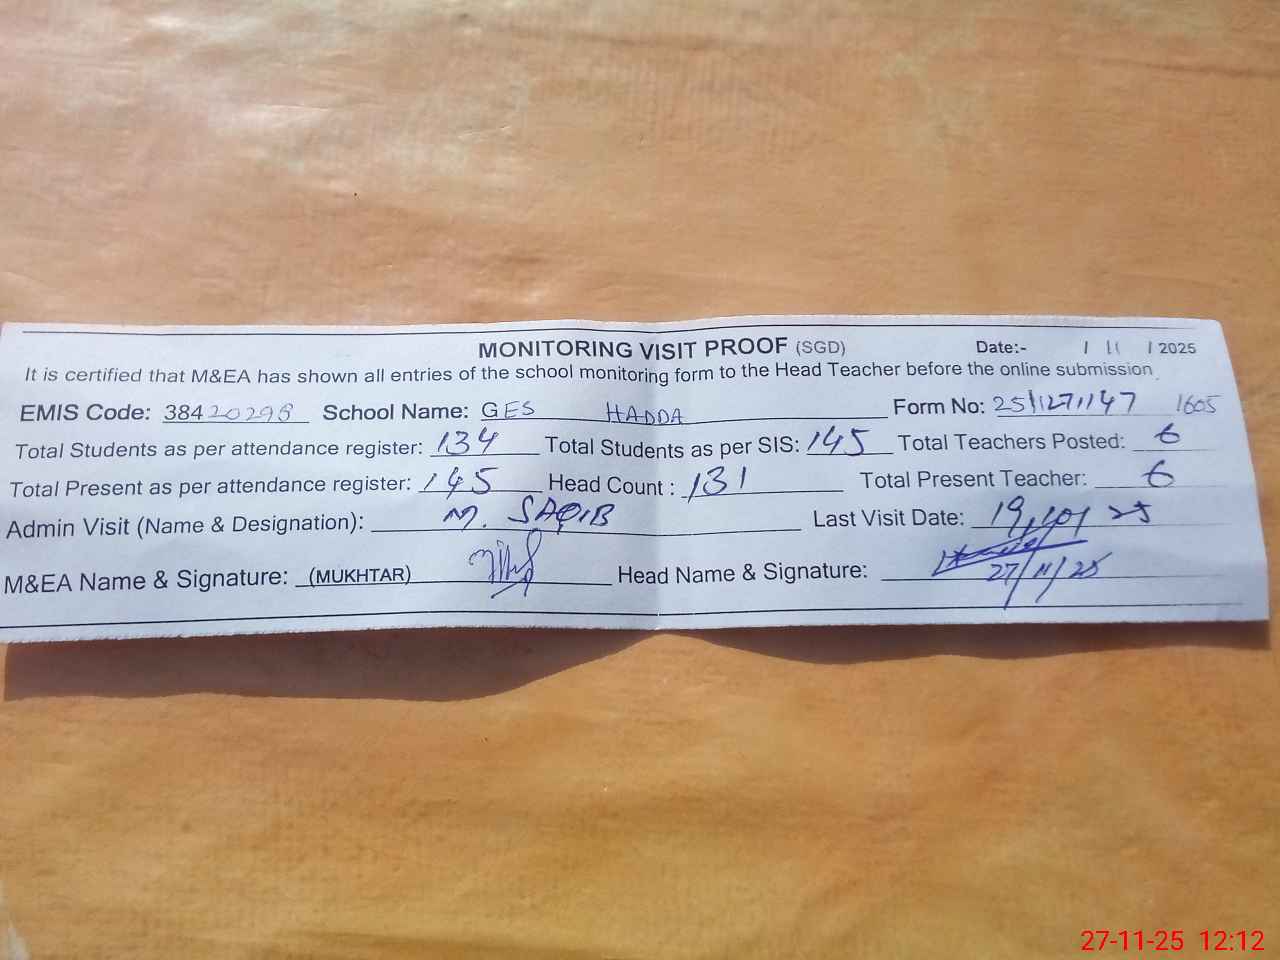 MONITORING VISIT PROOF (SGD) Date:- / 11 / 2025
It is certified that M&EA has shown all entries of the school monitoring form to the Head Teacher before the online submission.
EMIS Code: 38420298 School Name: GES HADDA Form No: 2511271147 1605
Total Students as per attendance register: 134 Total Students as per SIS: 145 Total Teachers Posted: 6
Total Present as per attendance register: 145 Head Count : 131 Total Present Teacher: 6
Admin Visit (Name & Designation): M. SAQIB Last Visit Date: 19/10/25
M&EA Name & Signature: (MUKHTAR) Head Name & Signature: 27/11/25
27-11-25 12:12